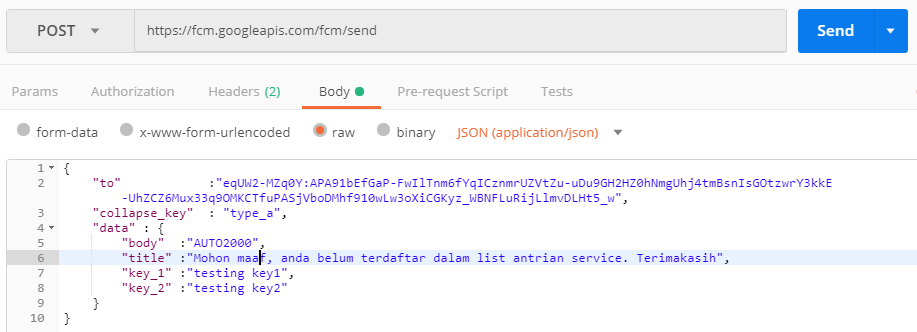 POST https://fcm.googleapis.com/fcm/send Send
Params Authorization Headers (2) Body Pre-request Script Tests
form-data x-www-form-urlencoded raw binary JSON (application/json)
1 {
2 "to" :"eqUW2-MZq0Y:APA91bEfGaP-FwIlTnm6fYqICznmrUZVtZu-uDu9GH2HZ0hNmgUhj4tmBsnIsGOtzwrY3kkE
-UhZCZ6Mux33q9OMKCTfuPASjVboDMhf910wLw3oXiCGKyz_WBNFLuRijLlmvDLHt5_w",
3 "collapse_key" : "type_a",
4 "data" : {
5 "body" :"AUTO2000",
6 "title" :"Mohon maaf, anda belum terdaftar dalam list antrian service. Terimakasih",
7 "key_1" :"testing key1",
8 "key_2" :"testing key2"
9 }
10 }